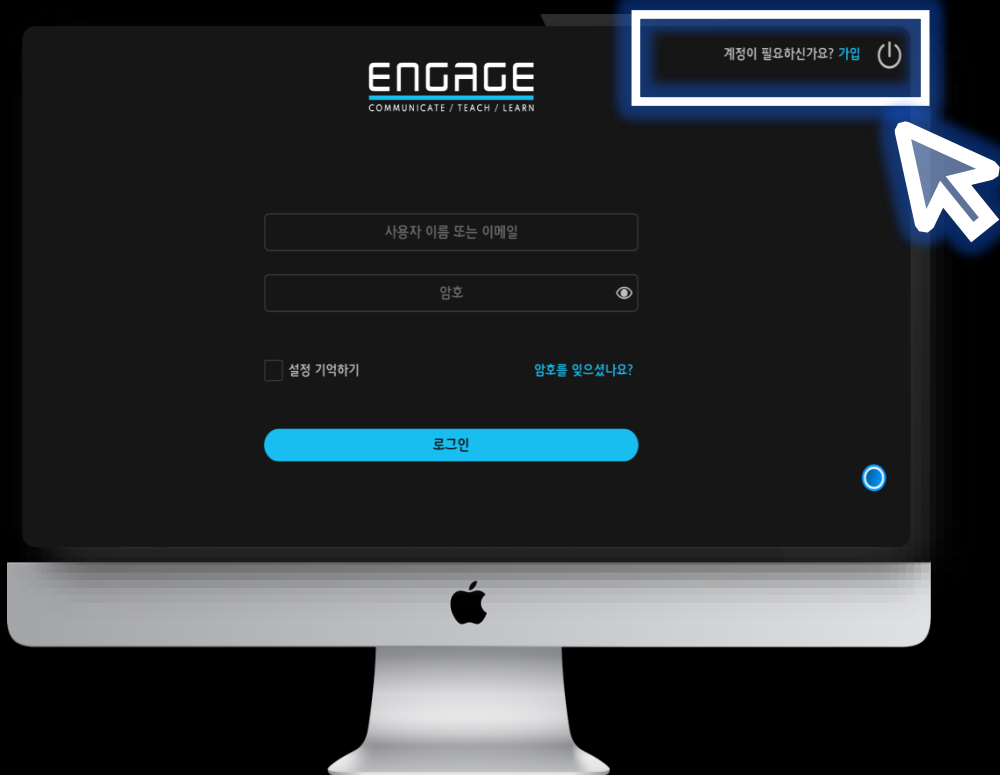 계정이 필요하신가요? 가입
ENGAGE
COMMUNICATE / TEACH / LEARN
사용자 이름 또는 이메일
암호
설정 기억하기
암호를 잊으셨나요?
로그인